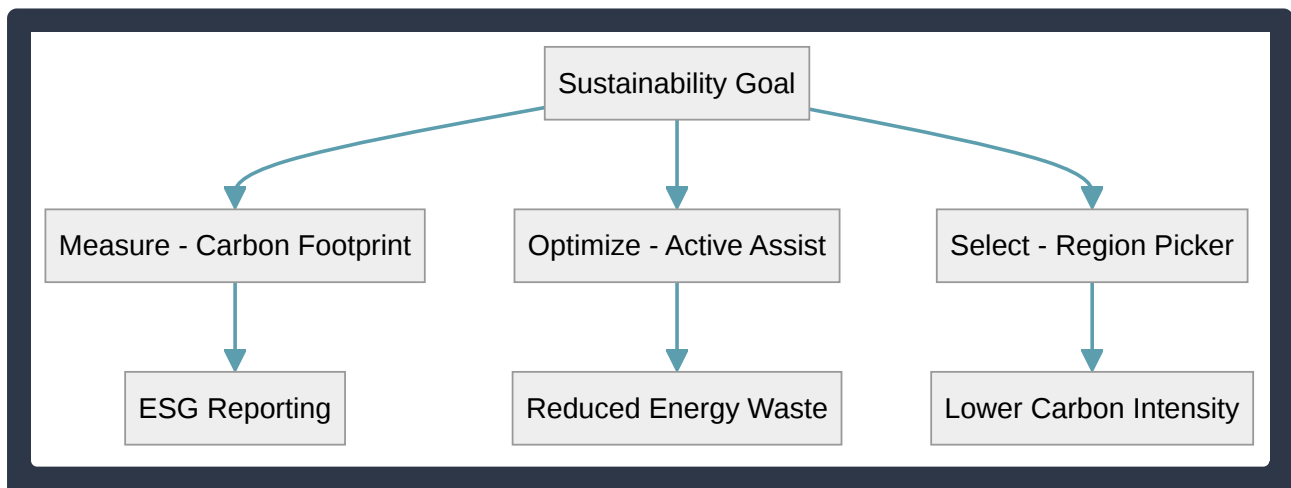 Sustainability Goal
Measure - Carbon Footprint
Optimize - Active Assist
Select - Region Picker
ESG Reporting
Reduced Energy Waste
Lower Carbon Intensity